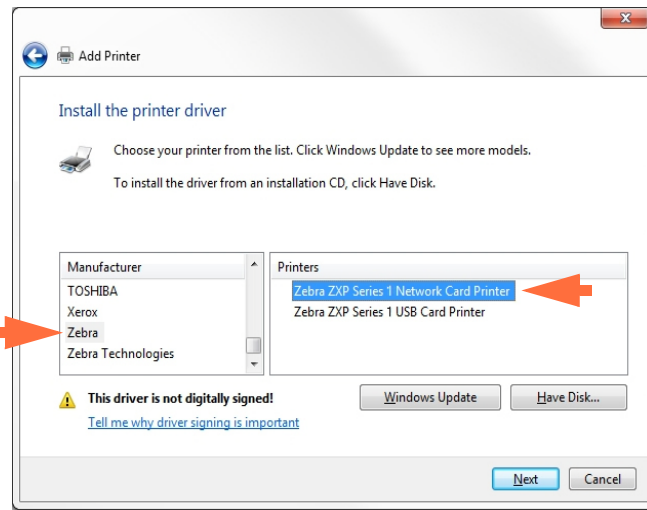 Add Printer
Install the printer driver
Choose your printer from the list. Click Windows Update to see more models.
To install the driver from an installation CD, click Have Disk.
Manufacturer
TOSHIBA
Xerox
Zebra
Zebra Technologies
Printers
Zebra ZXP Series 1 Network Card Printer
Zebra ZXP Series 1 USB Card Printer
This driver is not digitally signed!
Tell me why driver signing is important
Windows Update
Have Disk...
Next
Cancel